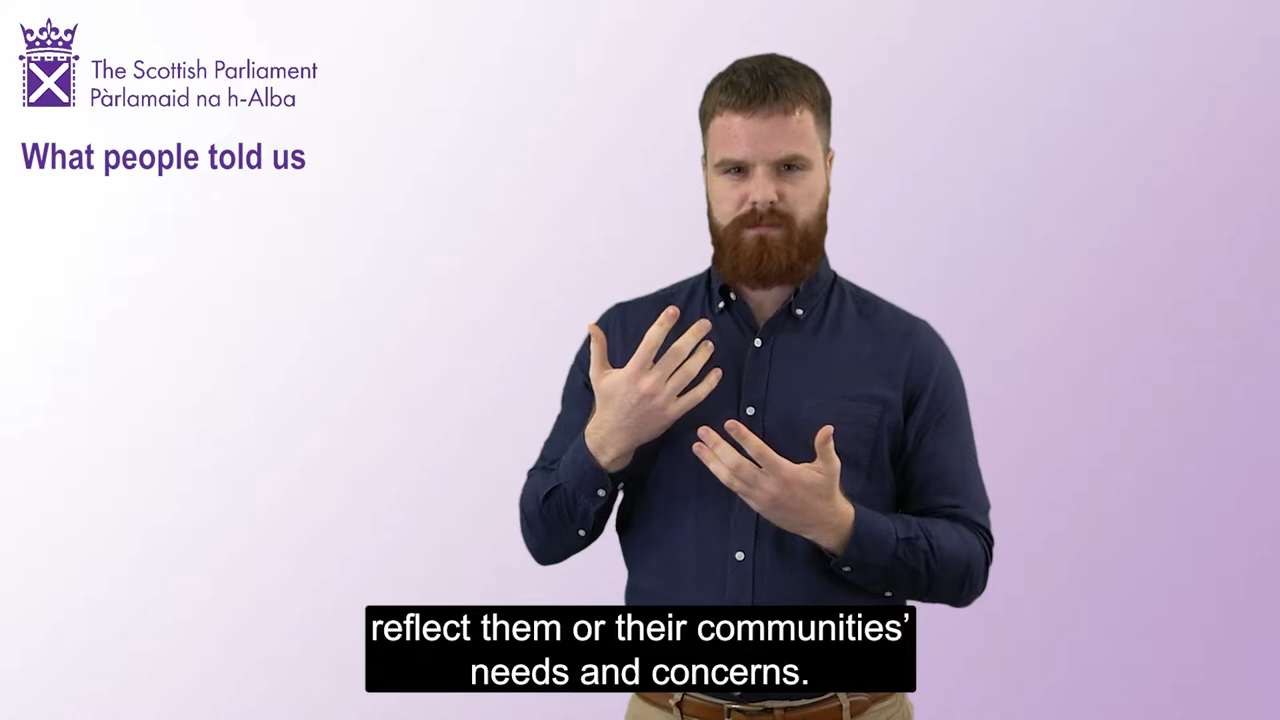 The Scottish Parliament
Pàrlamaid na h-Alba
What people told us
reflect them or their communities’
needs and concerns.